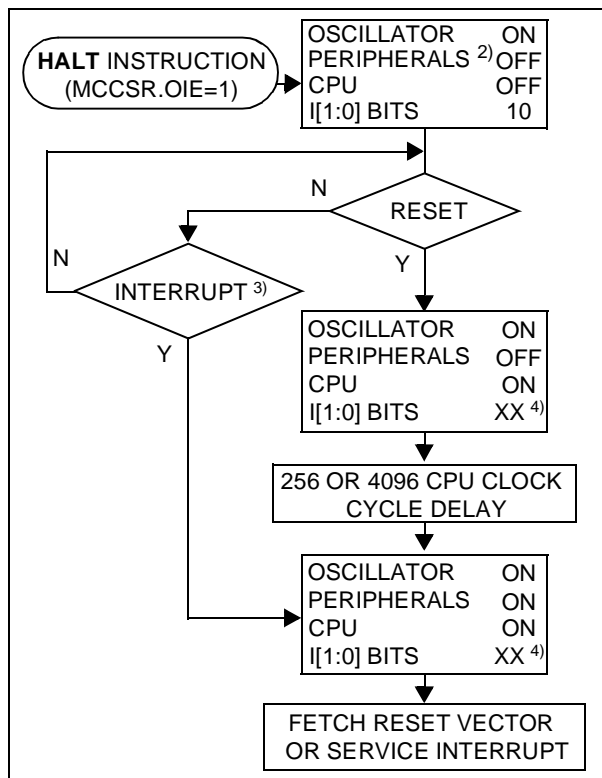 HALT INSTRUCTION
(MCCSR.OIE=1)
OSCILLATOR ON
PERIPHERALS 2) OFF
CPU OFF
I[1:0] BITS 10
N
RESET
Y
N
INTERRUPT 3)
Y
OSCILLATOR ON
PERIPHERALS OFF
CPU ON
I[1:0] BITS XX 4)
256 OR 4096 CPU CLOCK
CYCLE DELAY
OSCILLATOR ON
PERIPHERALS ON
CPU ON
I[1:0] BITS XX 4)
FETCH RESET VECTOR
OR SERVICE INTERRUPT